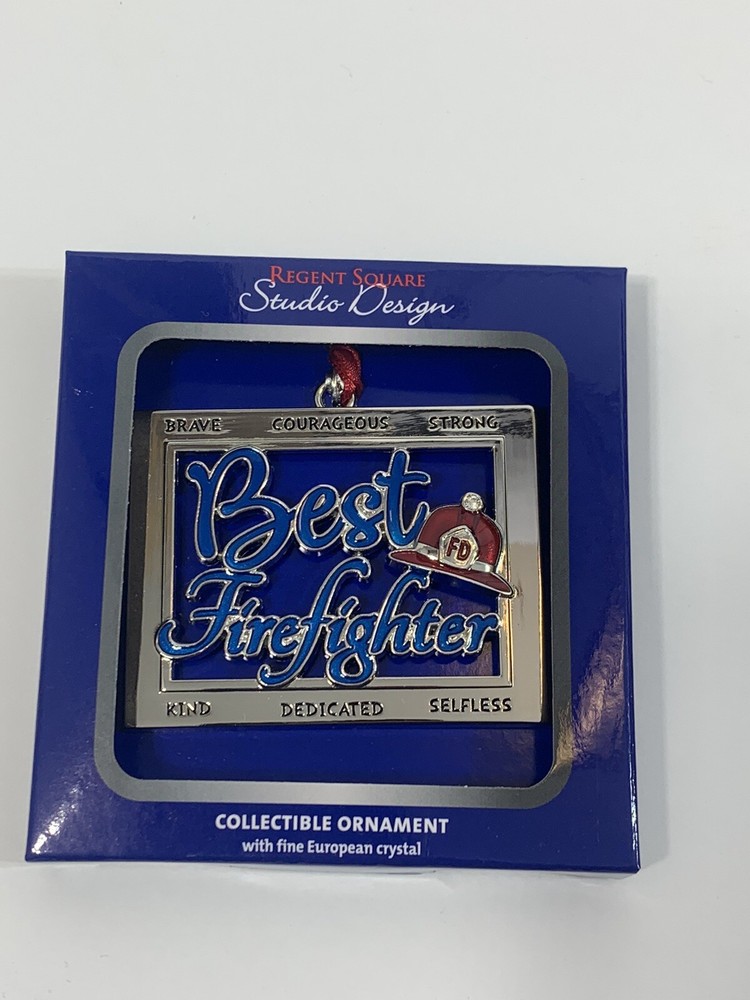 REGENT SQUARE
Studio Design
BRAVE COURAGEOUS STRONG
Best
FD
Firefighter
KIND DEDICATED SELFLESS
COLLECTIBLE ORNAMENT
with fine European crystal